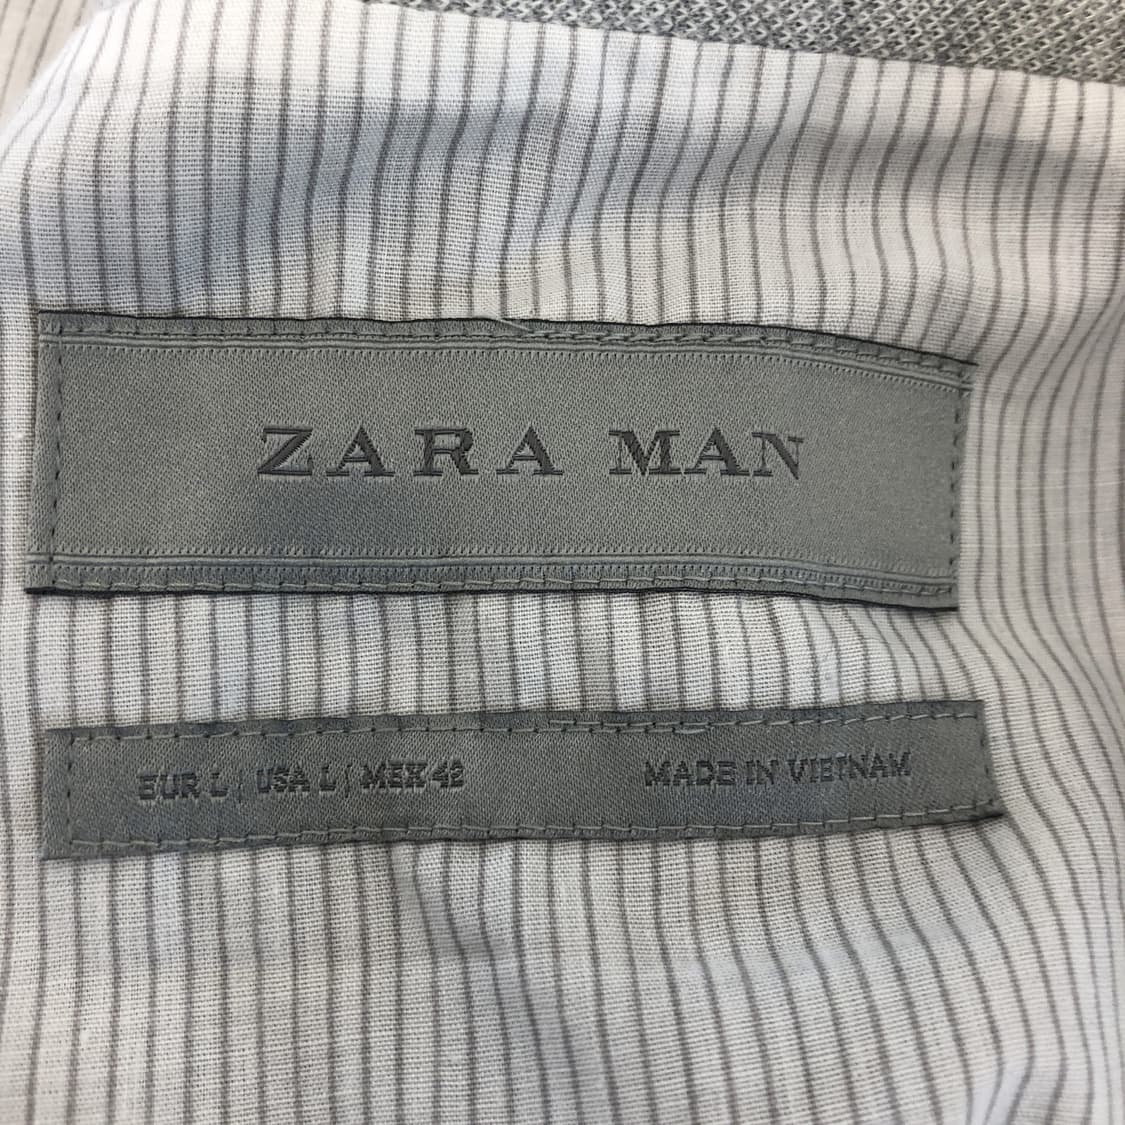 ZARA MAN
EUR L | USA L | MEX 42 MADE IN VIETNAM